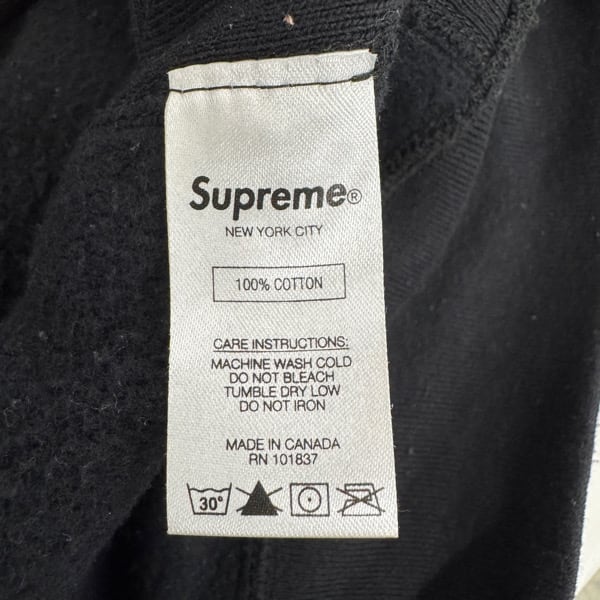 Supreme®
NEW YORK CITY
100% COTTON
CARE INSTRUCTIONS:
MACHINE WASH COLD
DO NOT BLEACH
TUMBLE DRY LOW
DO NOT IRON
MADE IN CANADA
RN 101837
30°